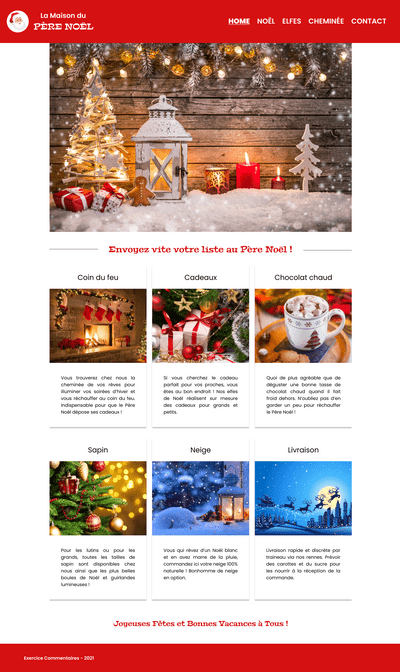 La Maison du
PÈRE NOËL
HOME NOËL ELFES CHEMINÉE CONTACT
Envoyez vite votre liste au Père Noël !
Coin du feu
Cadeaux
Chocolat chaud
Vous trouverez chez nous la
cheminée de vos rêves pour
illuminer vos soirées d'hiver et
vous réchauffer au coin du feu.
Indispensable pour que le Père
Noël dépose ses cadeaux !
Si vous cherchez le cadeau
parfait pour vos proches, vous
êtes au bon endroit ! Nos elfes
de Noël réalisent sur mesure
des cadeaux pour grands et
petits.
Quoi de plus agréable que de
déguster une bonne tasse de
chocolat chaud quand il fait
froid dehors. N'oubliez pas d'en
garder un peu pour réchauffer
le Père Noël !
Sapin
Neige
Livraison
Pour les lutins ou pour les
grands, toutes les tailles de
sapin sont disponibles chez
nous ainsi que les plus belles
boules de Noël et guirlandes
lumineuses !
Vous qui rêvez d'un Noël blanc
et en avez marre de la pluie,
commandez ici votre neige 100%
naturelle ! Bonhomme de neige
en option.
Livraison rapide et discrète par
traineau via nos rennes. Prévoir
des carottes et du sucre pour
les nourrir à la réception de la
commande.
Joyeuses Fêtes et Bonnes Vacances à Tous !
Exercice Commentaires - 2021